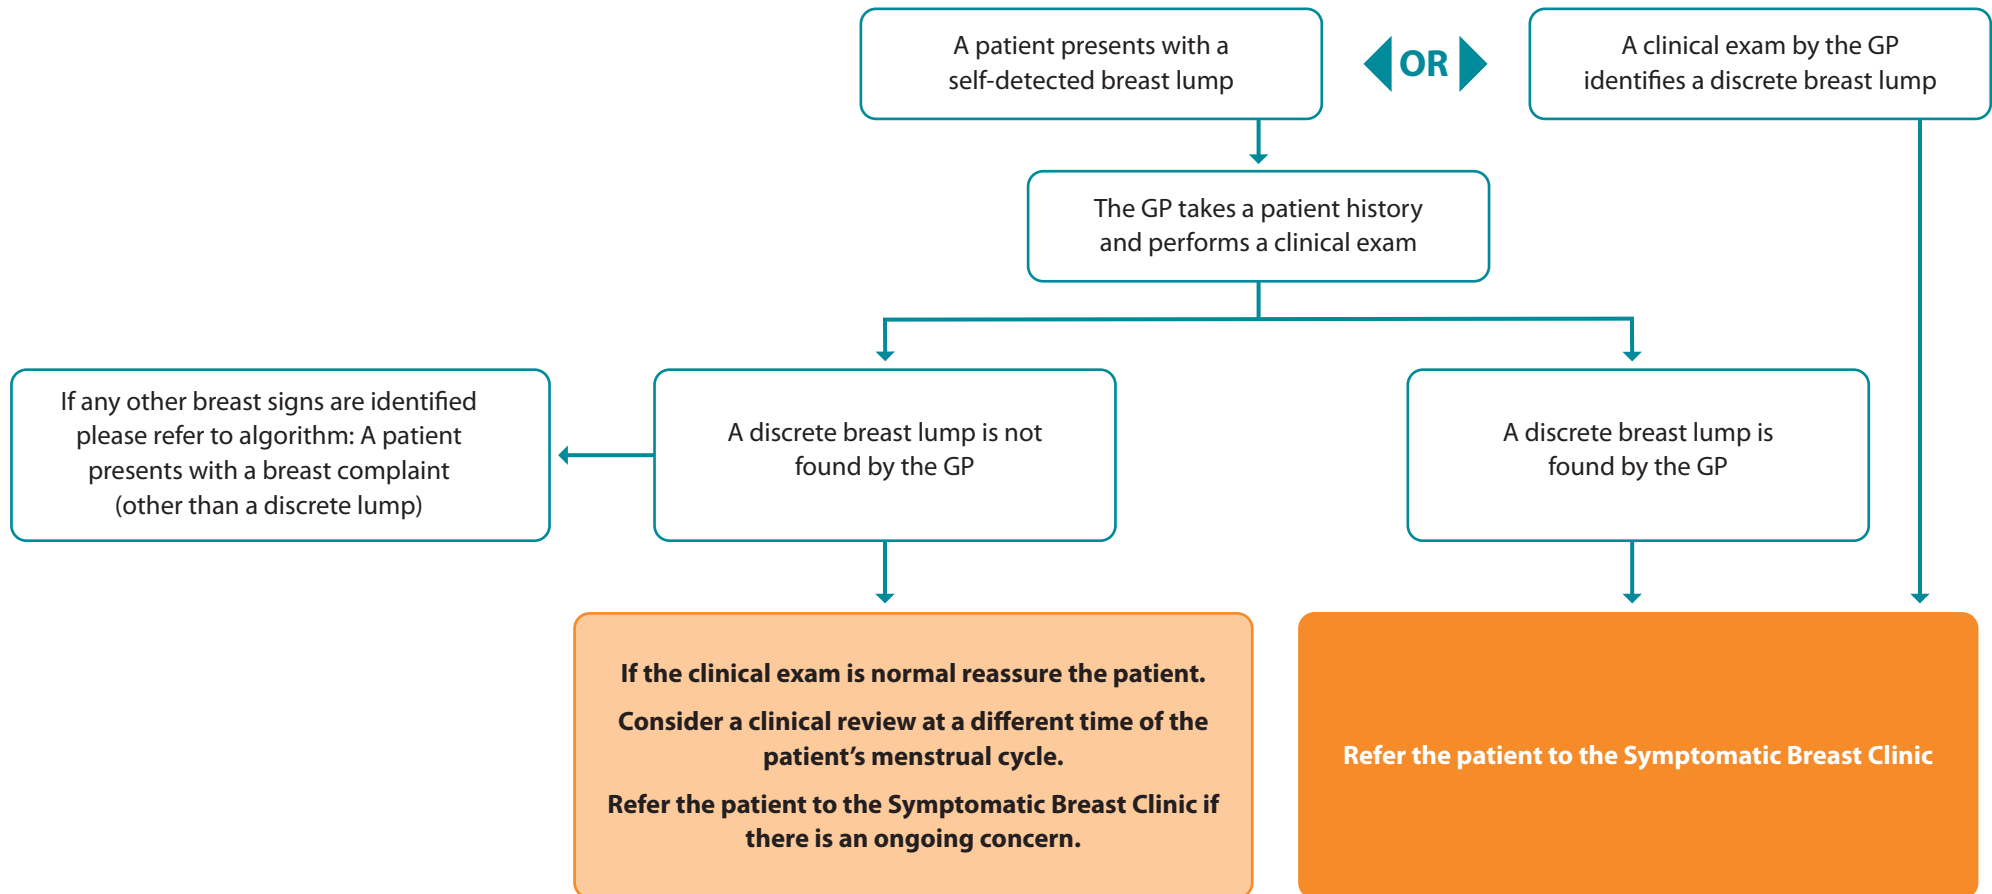 A patient presents with a
self-detected breast lump
OR
A clinical exam by the GP
identifies a discrete breast lump
The GP takes a patient history
and performs a clinical exam
If any other breast signs are identified
please refer to algorithm: A patient
presents with a breast complaint
(other than a discrete lump)
A discrete breast lump is not
found by the GP
A discrete breast lump is
found by the GP
If the clinical exam is normal reassure the patient.
Consider a clinical review at a different time of the
patient’s menstrual cycle.
Refer the patient to the Symptomatic Breast Clinic if
there is an ongoing concern.
Refer the patient to the Symptomatic Breast Clinic